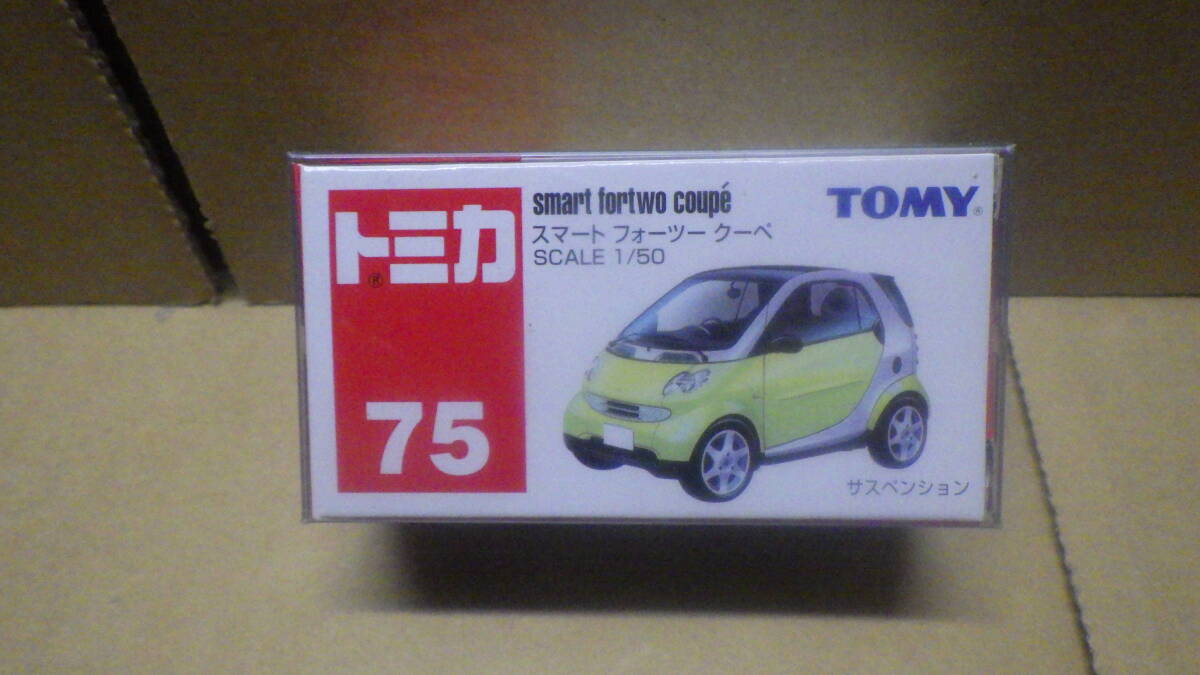 トミカ®
75
smart fortwo coupé
スマート フォーツー クーペ
SCALE 1/50
TOMY®
サスペンション